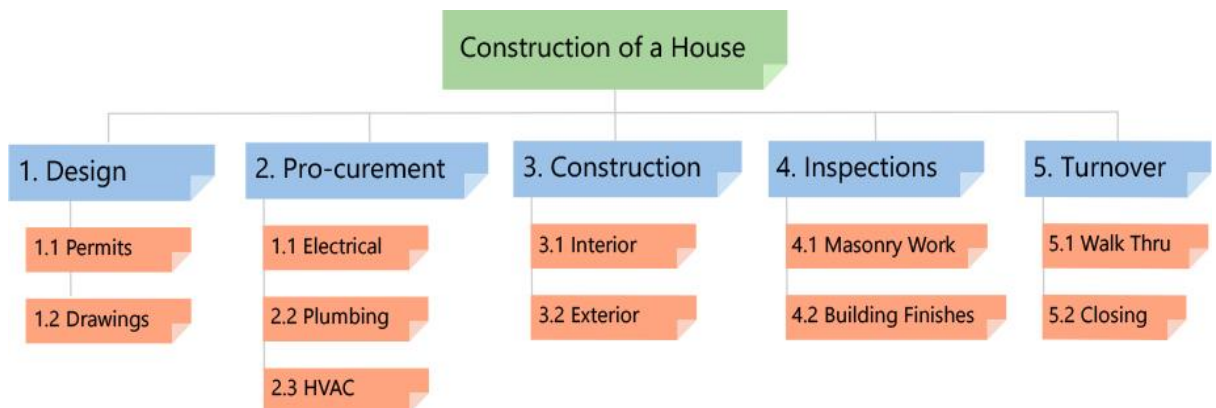 Construction of a House
1. Design
2. Pro-curement
3. Construction
4. Inspections
5. Turnover
1.1 Permits
1.1 Electrical
3.1 Interior
4.1 Masonry Work
5.1 Walk Thru
1.2 Drawings
2.2 Plumbing
3.2 Exterior
4.2 Building Finishes
5.2 Closing
2.3 HVAC